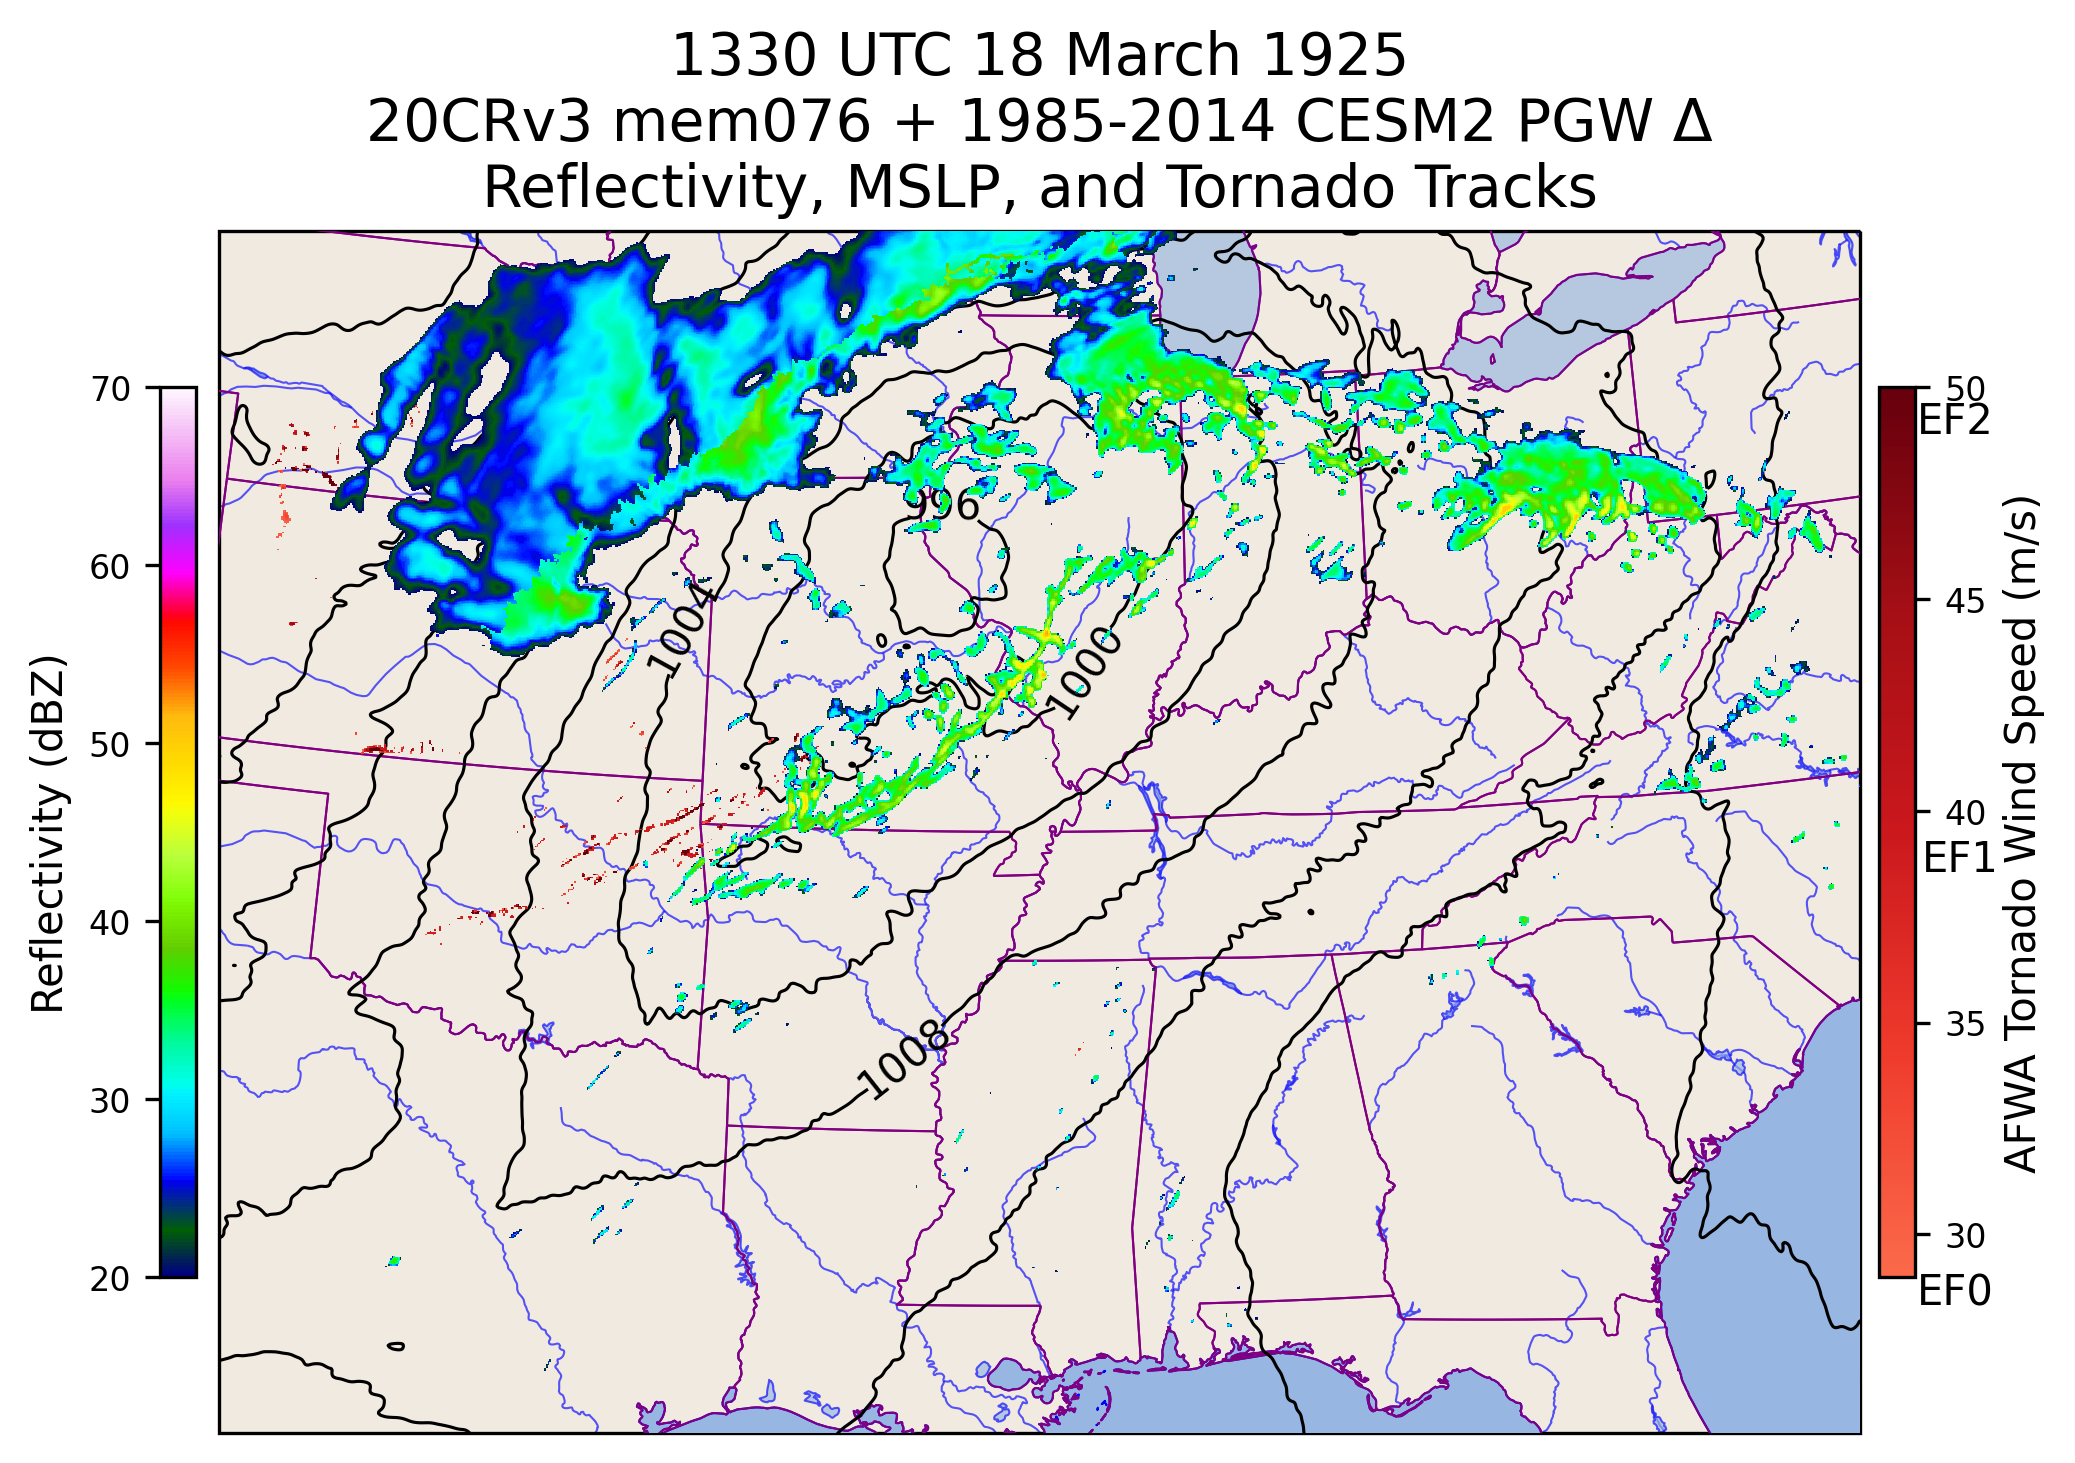 1330 UTC 18 March 1925
20CRv3 mem076 + 1985-2014 CESM2 PGW Δ
Reflectivity, MSLP, and Tornado Tracks
Reflectivity (dBZ)
70
60
50
40
30
20
996
1004
1000
1008
50
EF2
45
40
EF1
35
30
EF0
AFWA Tornado Wind Speed (m/s)